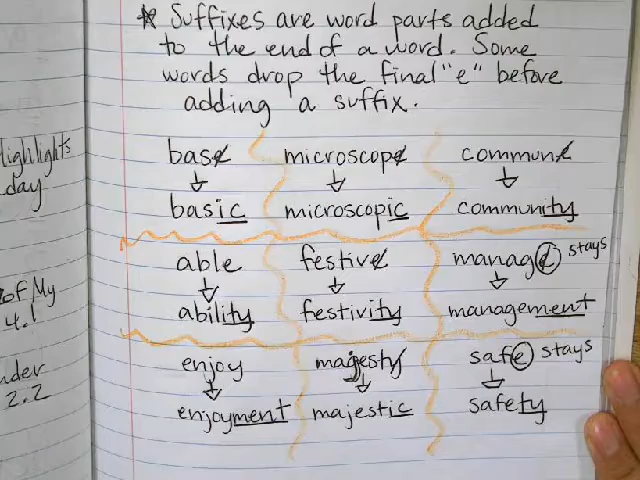 * Suffixes are word parts added
to the end of a word. Some
words drop the final "e" before
adding a suffix.
base microscope commune
basic microscopic community
able festive manage stays
ability festivity management
enjoy magesty safe stays
enjoyment majestic safety
Highlights
day
of My
4.1
nder
2.2